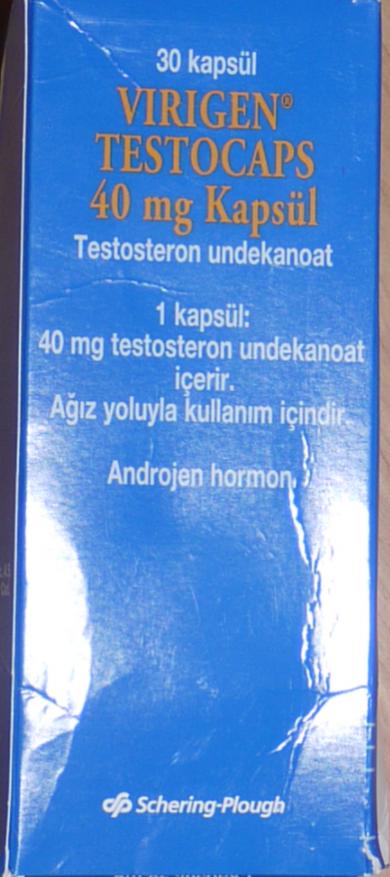 30 kapsül
VIRIGEN®
TESTOCAPS
40 mg Kapsül
Testosteron undekanoat
1 kapsül:
40 mg testosteron undekanoat
içerir.
Ağız yoluyla kullanım içindir.
Androjen hormon
Schering-Plough